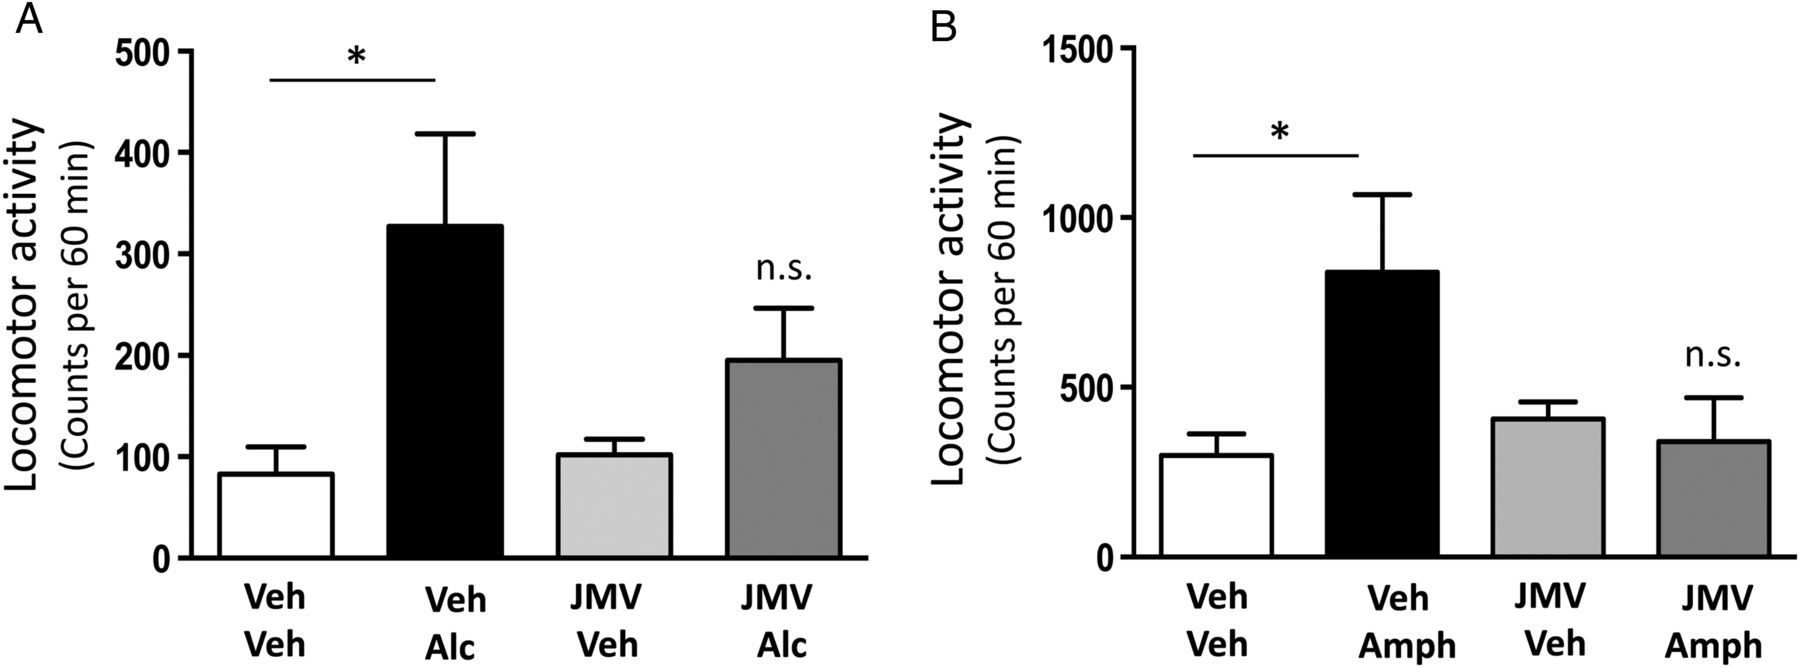 A
Locomotor activity
(Counts per 60 min)
500
400
300
200
100
0
*
n.s.
Veh Veh JMV JMV
Veh Alc Veh Alc
B
Locomotor activity
(Counts per 60 min)
1500
1000
500
0
*
n.s.
Veh Veh JMV JMV
Veh Amph Veh Amph